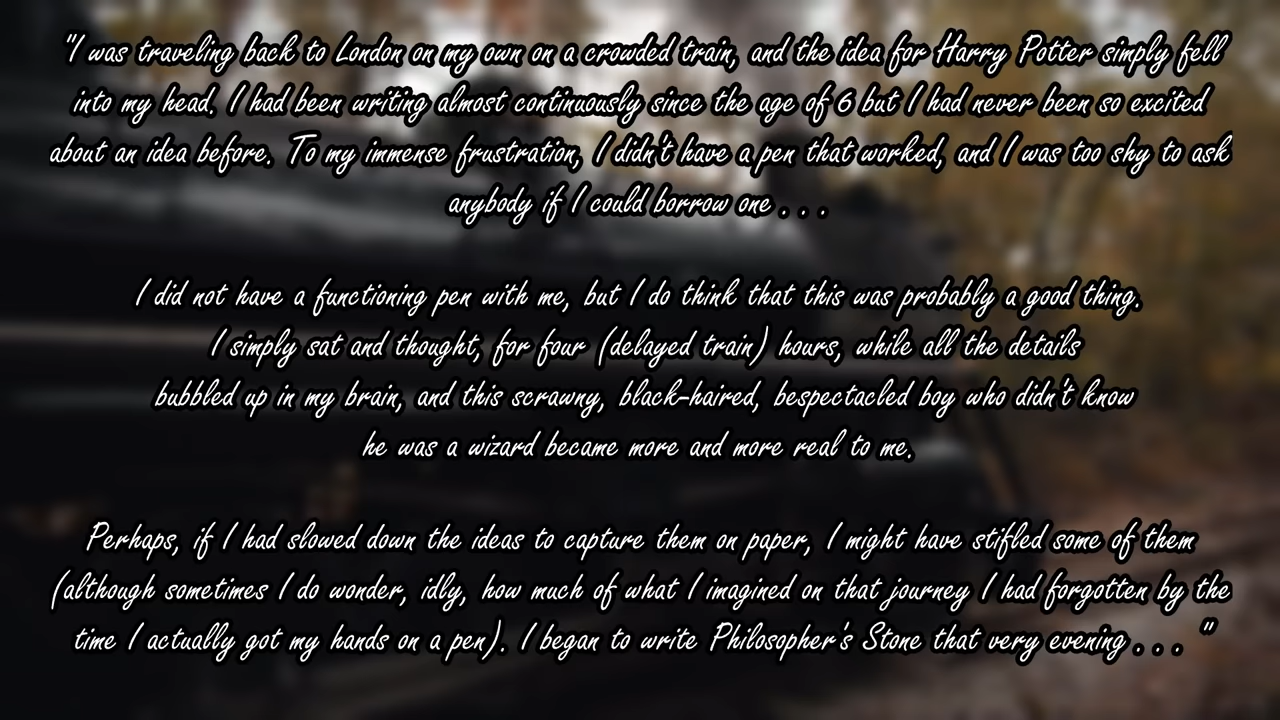 "I was traveling back to London on my own on a crowded train, and the idea for Harry Potter simply fell
into my head. I had been writing almost continuously since the age of 6 but I had never been so excited
about an idea before. To my immense frustration, I didn't have a pen that worked, and I was too shy to ask
anybody if I could borrow one . . .
I did not have a functioning pen with me, but I do think that this was probably a good thing.
I simply sat and thought, for four (delayed train) hours, while all the details
bubbled up in my brain, and this scrawny, black-haired, bespectacled boy who didn't know
he was a wizard became more and more real to me.
Perhaps, if I had slowed down the ideas to capture them on paper, I might have stifled some of them
(although sometimes I do wonder, idly, how much of what I imagined on that journey I had forgotten by the
time I actually got my hands on a pen). I began to write Philosopher's Stone that very evening . . . "